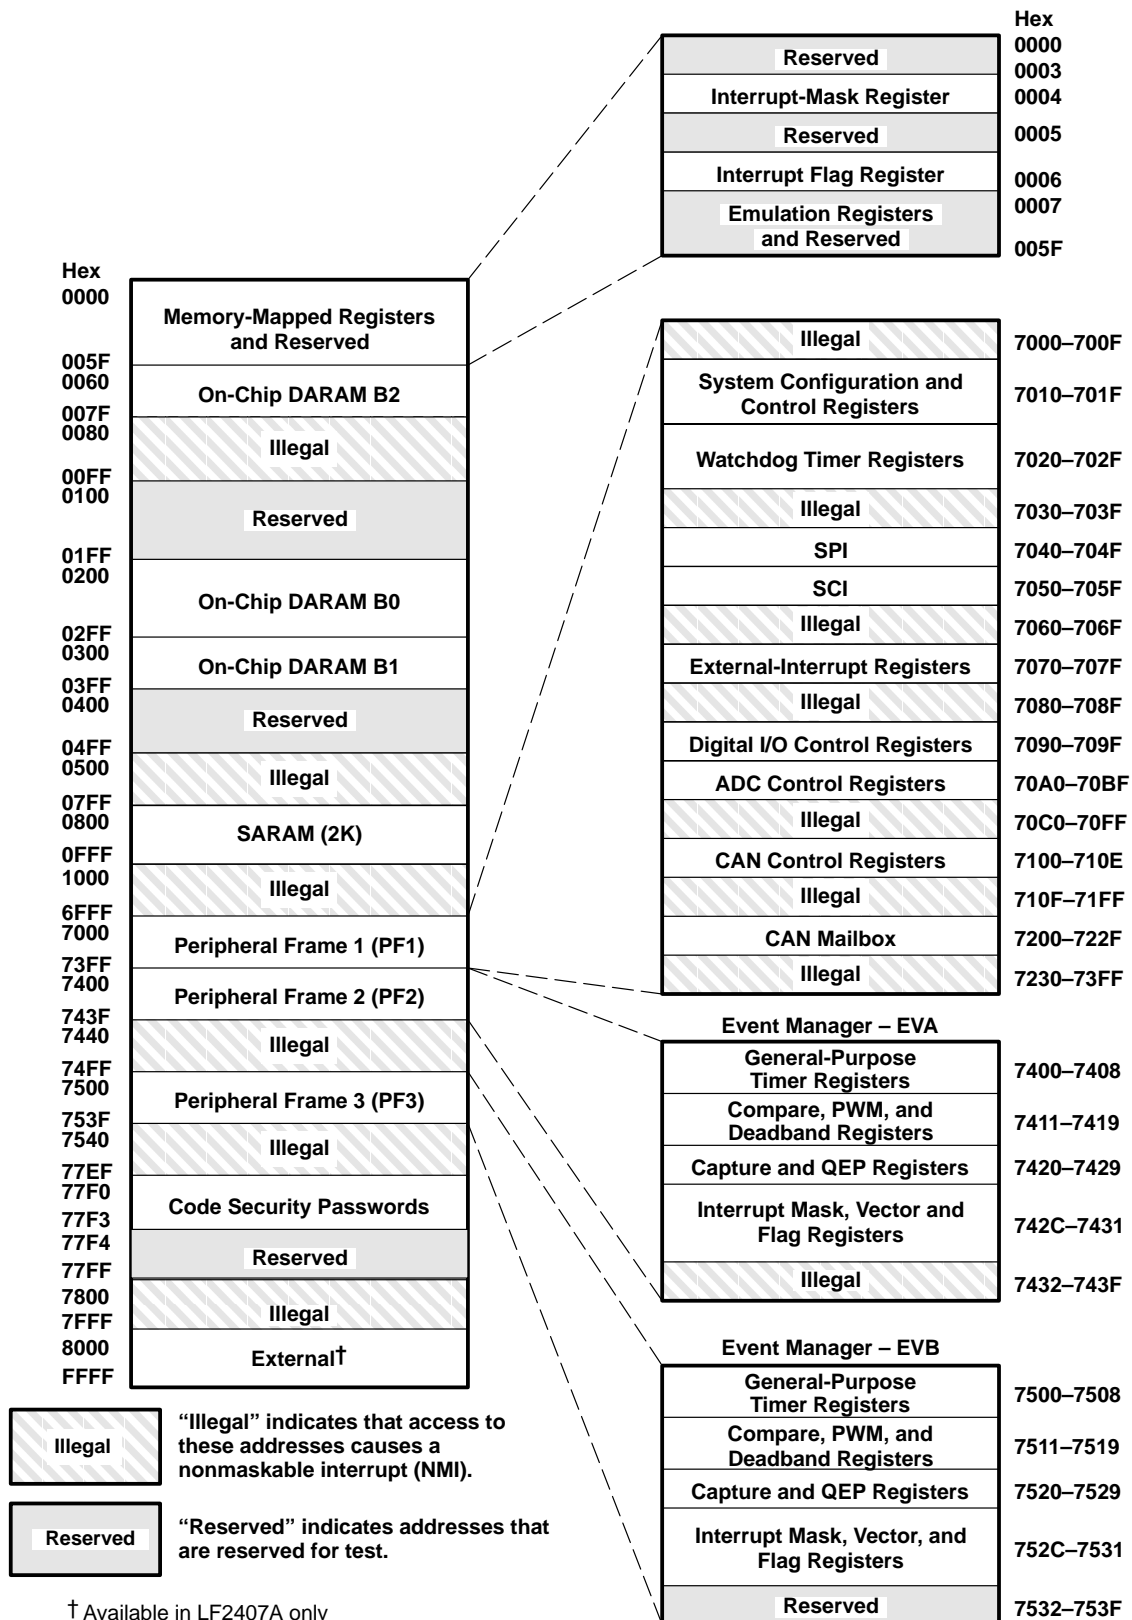 Hex
0000
Reserved
0003
Interrupt-Mask Register
0004
Reserved
0005
Interrupt Flag Register
0006
0007
Emulation Registers
and Reserved
005F
Hex
0000
Memory-Mapped Registers
and Reserved
005F
0060
On-Chip DARAM B2
007F
0080
Illegal
00FF
0100
Reserved
01FF
0200
On-Chip DARAM B0
02FF
0300
On-Chip DARAM B1
03FF
0400
Reserved
04FF
0500
Illegal
07FF
0800
SARAM (2K)
0FFF
1000
Illegal
6FFF
7000
Peripheral Frame 1 (PF1)
73FF
7400
Peripheral Frame 2 (PF2)
743F
7440
Illegal
74FF
7500
Peripheral Frame 3 (PF3)
753F
7540
Illegal
77EF
77F0
Code Security Passwords
77F3
77F4
Reserved
77FF
7800
Illegal
7FFF
8000
External†
FFFF
Illegal
7000–700F
System Configuration and
Control Registers
7010–701F
Watchdog Timer Registers
7020–702F
Illegal
7030–703F
SPI
7040–704F
SCI
7050–705F
Illegal
7060–706F
External-Interrupt Registers
7070–707F
Illegal
7080–708F
Digital I/O Control Registers
7090–709F
ADC Control Registers
70A0–70BF
Illegal
70C0–70FF
CAN Control Registers
7100–710E
Illegal
710F–71FF
CAN Mailbox
7200–722F
Illegal
7230–73FF
Event Manager – EVA
General-Purpose
Timer Registers
7400–7408
Compare, PWM, and
Deadband Registers
7411–7419
Capture and QEP Registers
7420–7429
Interrupt Mask, Vector and
Flag Registers
742C–7431
Illegal
7432–743F
Event Manager – EVB
General-Purpose
Timer Registers
7500–7508
Compare, PWM, and
Deadband Registers
7511–7519
Capture and QEP Registers
7520–7529
Interrupt Mask, Vector, and
Flag Registers
752C–7531
Reserved
7532–753F
Illegal
“Illegal” indicates that access to
these addresses causes a
nonmaskable interrupt (NMI).
Reserved
“Reserved” indicates addresses that
are reserved for test.
† Available in LF2407A only